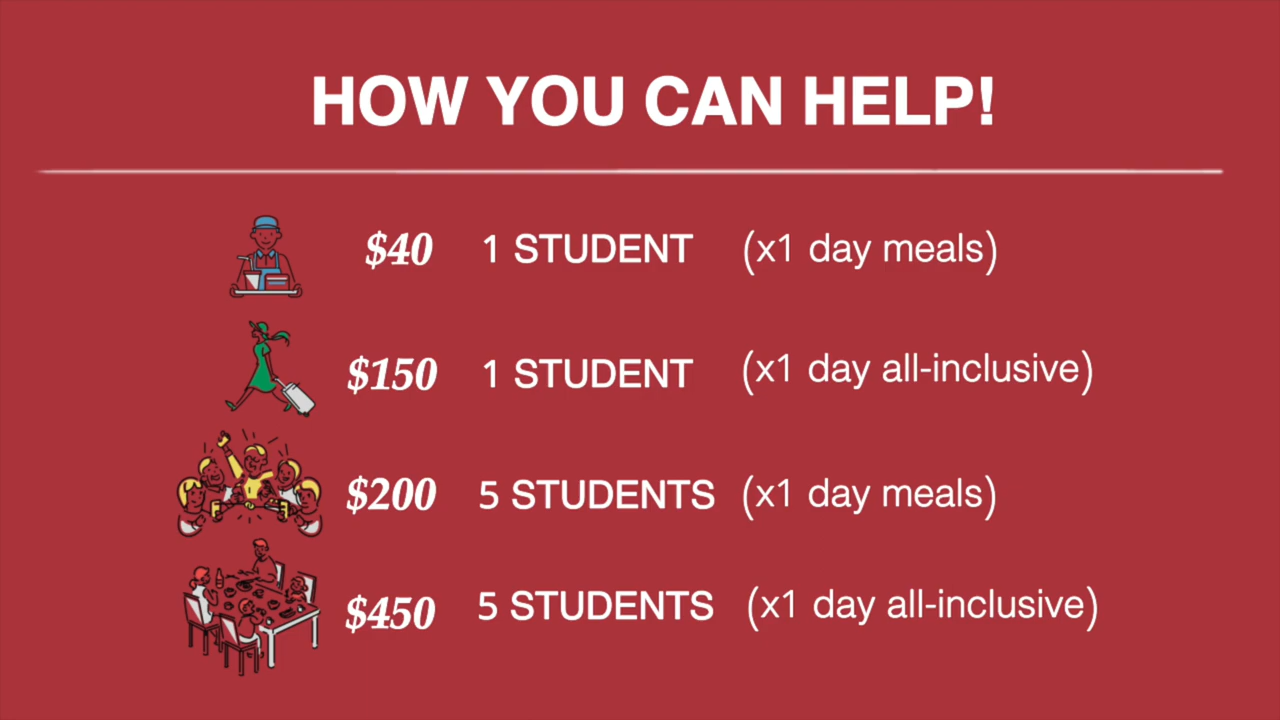 HOW YOU CAN HELP!
$40 1 STUDENT (x1 day meals)
$150 1 STUDENT (x1 day all-inclusive)
$200 5 STUDENTS (x1 day meals)
$450 5 STUDENTS (x1 day all-inclusive)